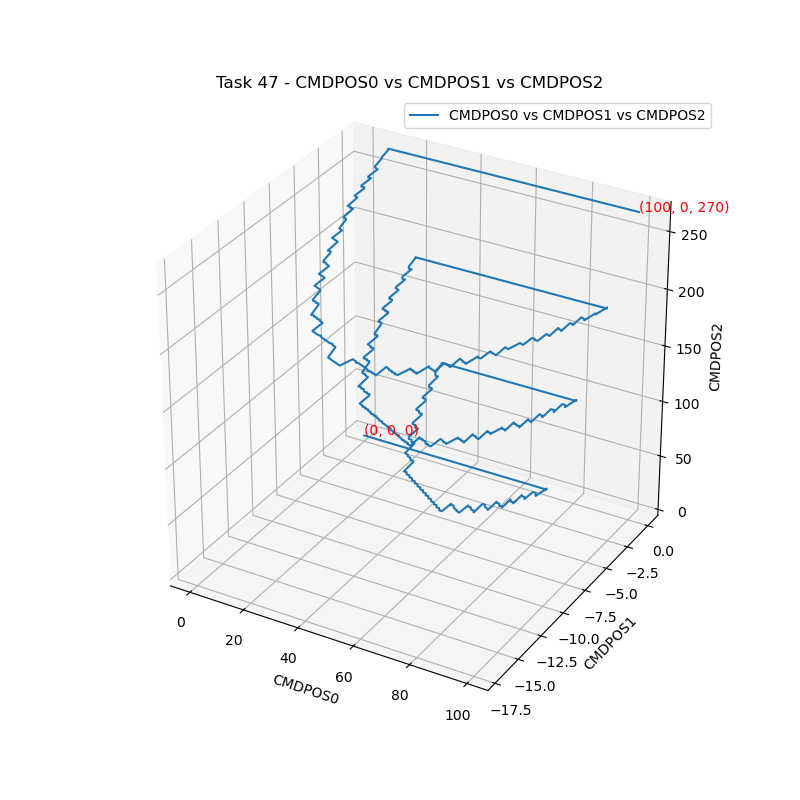 Task 47 - CMDPOS0 vs CMDPOS1 vs CMDPOS2
CMDPOS0 vs CMDPOS1 vs CMDPOS2
(100, 0, 270)
(0, 0, 0)
250
200
150
100
50
0
CMDPOS2
0.0
−2.5
−5.0
−7.5
−10.0
−12.5
−15.0
−17.5
CMDPOS1
0
20
40
60
80
100
CMDPOS0